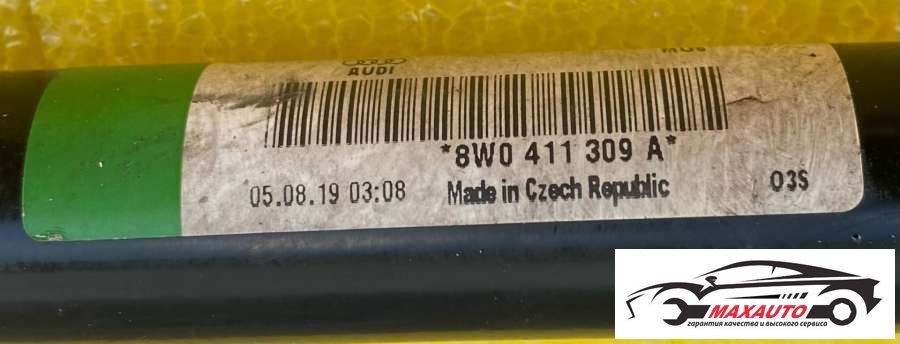 AUDI
*8W0 411 309 A*
05.08.19 03:08
Made in Czech Republic
03S
MAXAUTO
гарантия качества и высокого сервиса